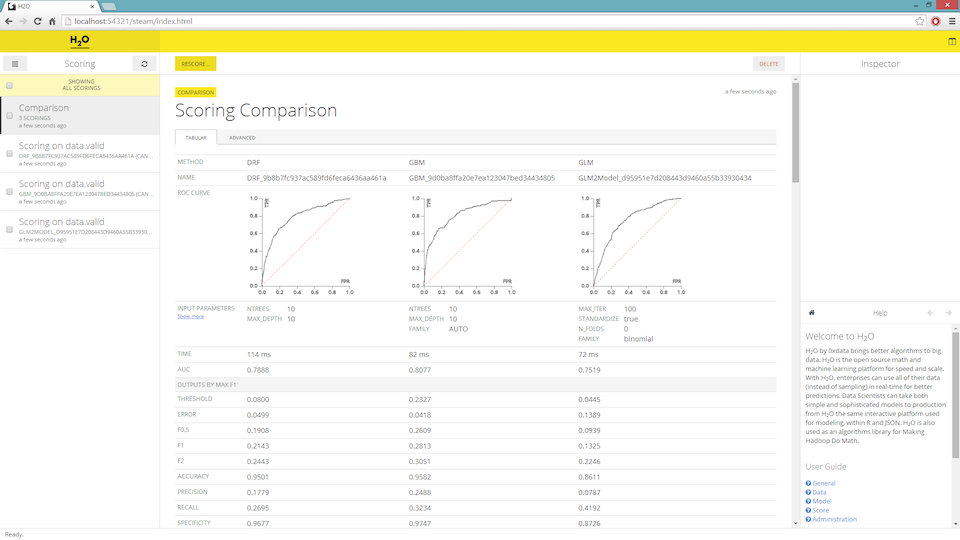 H2O
localhost:54321/steam/index.html
H2O
Scoring
RESCORE...
DELETE
Inspector
SHOWING
ALL SCORINGS
Comparison
3 SCORINGS
a few seconds ago
Scoring on data.valid
DRF_9B8B7FC937AC589FD6FECA6436AA461A (CAN...
a few seconds ago
Scoring on data.valid
GBM_9D0BA8FFA20E7EA123047BED34434805 (CAN...
a few seconds ago
Scoring on data.valid
GLM2MODEL_D95951E7D208443D9460A55B33930...
a few seconds ago
COMPARISON
a few seconds ago
Scoring Comparison
TABULAR ADVANCED
METHOD DRF GBM GLM
NAME DRF_9b8b7fc937ac589fd6feca6436aa461a GBM_9d0ba8ffa20e7ea123047bed34434805 GLM2Model_d95951e7d208443d9460a55b33930434
ROC CURVE
1.0 TPR 1.0 TPR 1.0 TPR
0.8 0.8 0.8
0.6 0.6 0.6
0.4 0.4 0.4
0.2 0.2 0.2
FPR FPR FPR
0.0 0.0 0.0
0.0 0.2 0.4 0.6 0.8 1.0 0.0 0.2 0.4 0.6 0.8 1.0 0.0 0.2 0.4 0.6 0.8 1.0
INPUT PARAMETERS NTREES 10 NTREES 10 MAX_ITER 100
Show more MAX_DEPTH 10 MAX_DEPTH 10 STANDARDIZE true
FAMILY AUTO N_FOLDS 0
FAMILY binomial
TIME 114 ms 82 ms 72 ms
AUC 0.7888 0.8077 0.7519
OUTPUTS BY MAX F1
THRESHOLD 0.0800 0.2327 0.0445
ERROR 0.0499 0.0418 0.1389
F0.5 0.1908 0.2609 0.0939
F1 0.2143 0.2813 0.1325
F2 0.2443 0.3051 0.2246
ACCURACY 0.9501 0.9582 0.8611
PRECISION 0.1779 0.2488 0.0787
RECALL 0.2695 0.3234 0.4192
SPECIFICITY 0.9677 0.9747 0.8726
Help
Welcome to H2O
H2O by 0xdata brings better algorithms to big
data. H2O is the open source math and
machine learning platform for speed and scale.
With H2O, enterprises can use all of their data
(instead of sampling) in real-time for better
predictions. Data Scientists can take both
simple and sophisticated models to production
from H2O the same interactive platform used
for modeling, within R and JSON. H2O is also
used as an algorithms library for Making
Hadoop Do Math.
User Guide
General
Data
Model
Score
Administration
Ready.